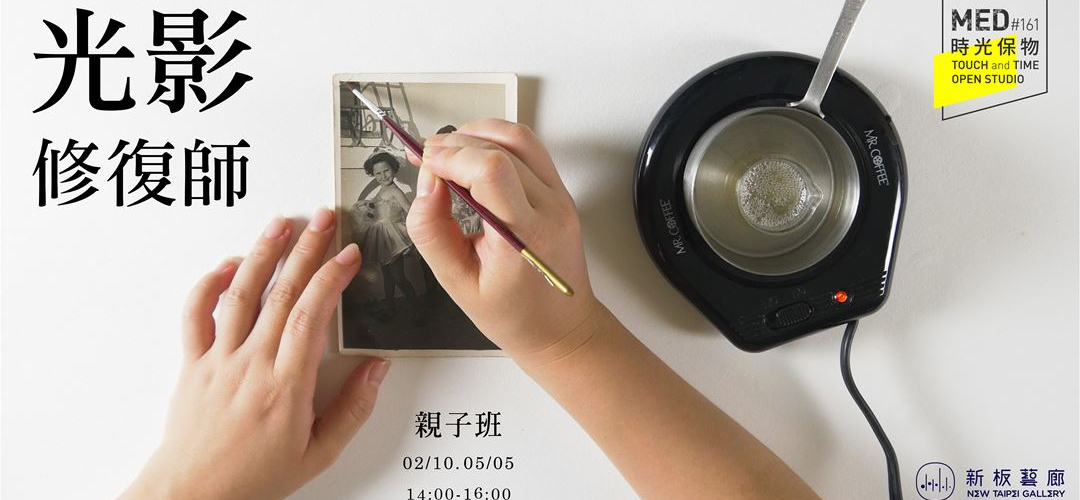 光影
修復師
MED#161
時光保物
TOUCH and TIME
OPEN STUDIO
MR. COFFEE
MR. COFFEE
親子班
02/10.05/05
14:00-16:00
新板藝廊
NEW TAIPEI GALLERY